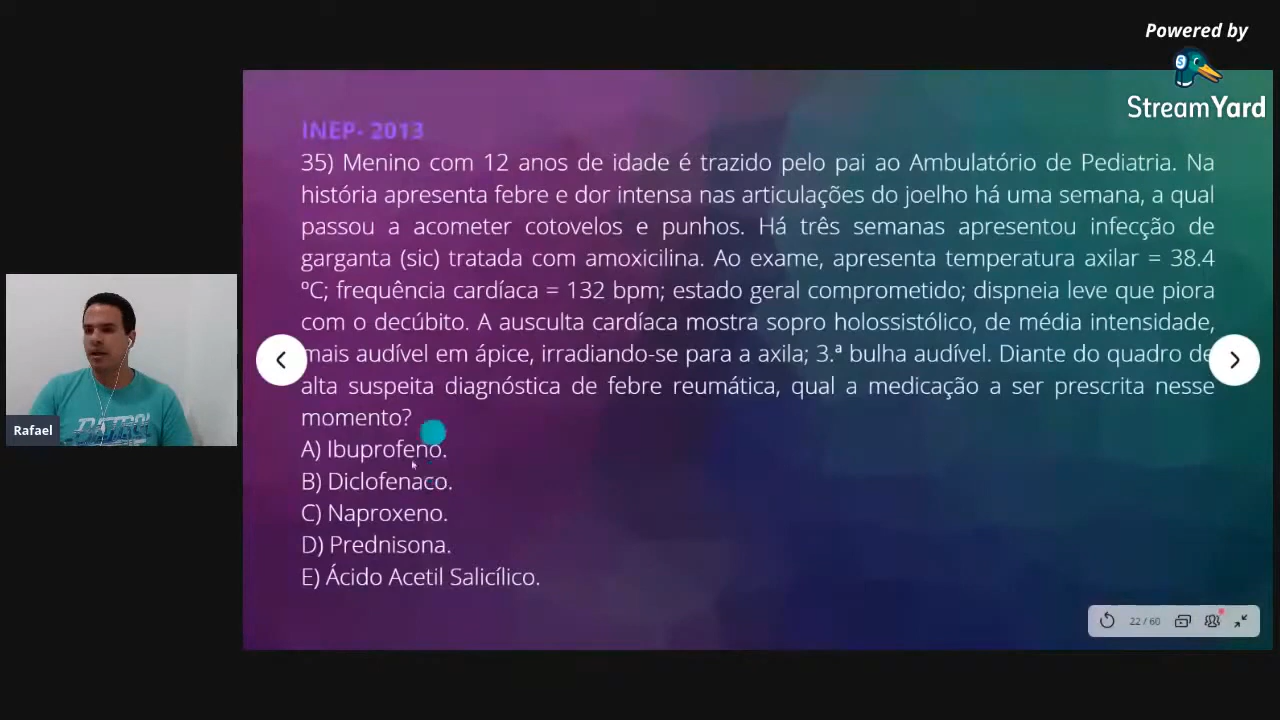 Powered by
StreamYard
INEP- 2013
35) Menino com 12 anos de idade é trazido pelo pai ao Ambulatório de Pediatria. Na
história apresenta febre e dor intensa nas articulações do joelho há uma semana, a qual
passou a acometer cotovelos e punhos. Há três semanas apresentou infecção de
garganta (sic) tratada com amoxicilina. Ao exame, apresenta temperatura axilar = 38.4
ºC; frequência cardíaca = 132 bpm; estado geral comprometido; dispneia leve que piora
com o decúbito. A ausculta cardíaca mostra sopro holossistólico, de média intensidade,
mais audível em ápice, irradiando-se para a axila; 3.ª bulha audível. Diante do quadro de
alta suspeita diagnóstica de febre reumática, qual a medicação a ser prescrita nesse
momento?
A) Ibuprofeno.
B) Diclofenaco.
C) Naproxeno.
D) Prednisona.
E) Ácido Acetil Salicílico.
Rafael
22 / 60